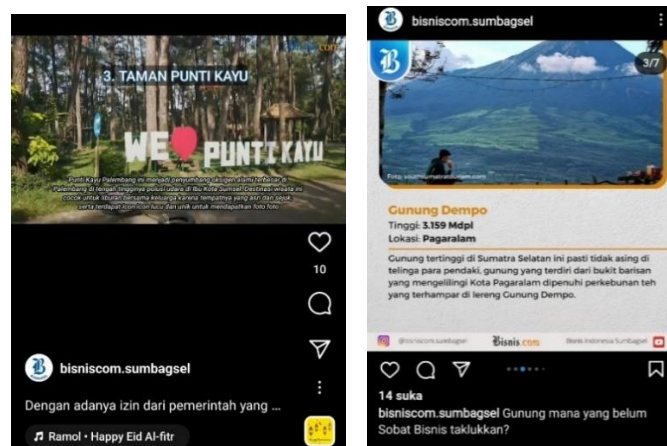 3. TAMAN PUNTI KAYU
WE PUNTI KAYU
Punti Kayu Palembang ini menjadi penyumbang oksigen alami terbesar di
Palembang di tengah tingginya polusi udara di Ibu Kota Sumsel. Destinasi wisata ini
cocok untuk liburan bersama keluarga karena tempatnya yang asri dan sejuk
serta terdapat icon icon lucu dan unik untuk mendapatkan foto foto
10
bisniscom.sumbagsel
Dengan adanya izin dari pemerintah yang ...
Ramol • Happy Eid Al-fitr
bisniscom.sumbagsel
B
3/7
Foto: southsumatratourism.com
Gunung Dempo
Tinggi: 3.159 Mdpl
Lokasi: Pagaralam
Gunung tertinggi di Sumatra Selatan ini pasti tidak asing di
telinga para pendaki, gunung yang terdiri dari bukit barisan
yang mengelilingi Kota Pagaralam dipenuhi perkebunan teh
yang terhampar di lereng Gunung Dempo.
@bisniscom.sumbagsel Bisnis.com Bisnis Indonesia Sumbagsel
14 suka
bisniscom.sumbagsel Gunung mana yang belum
Sobat Bisnis taklukkan?